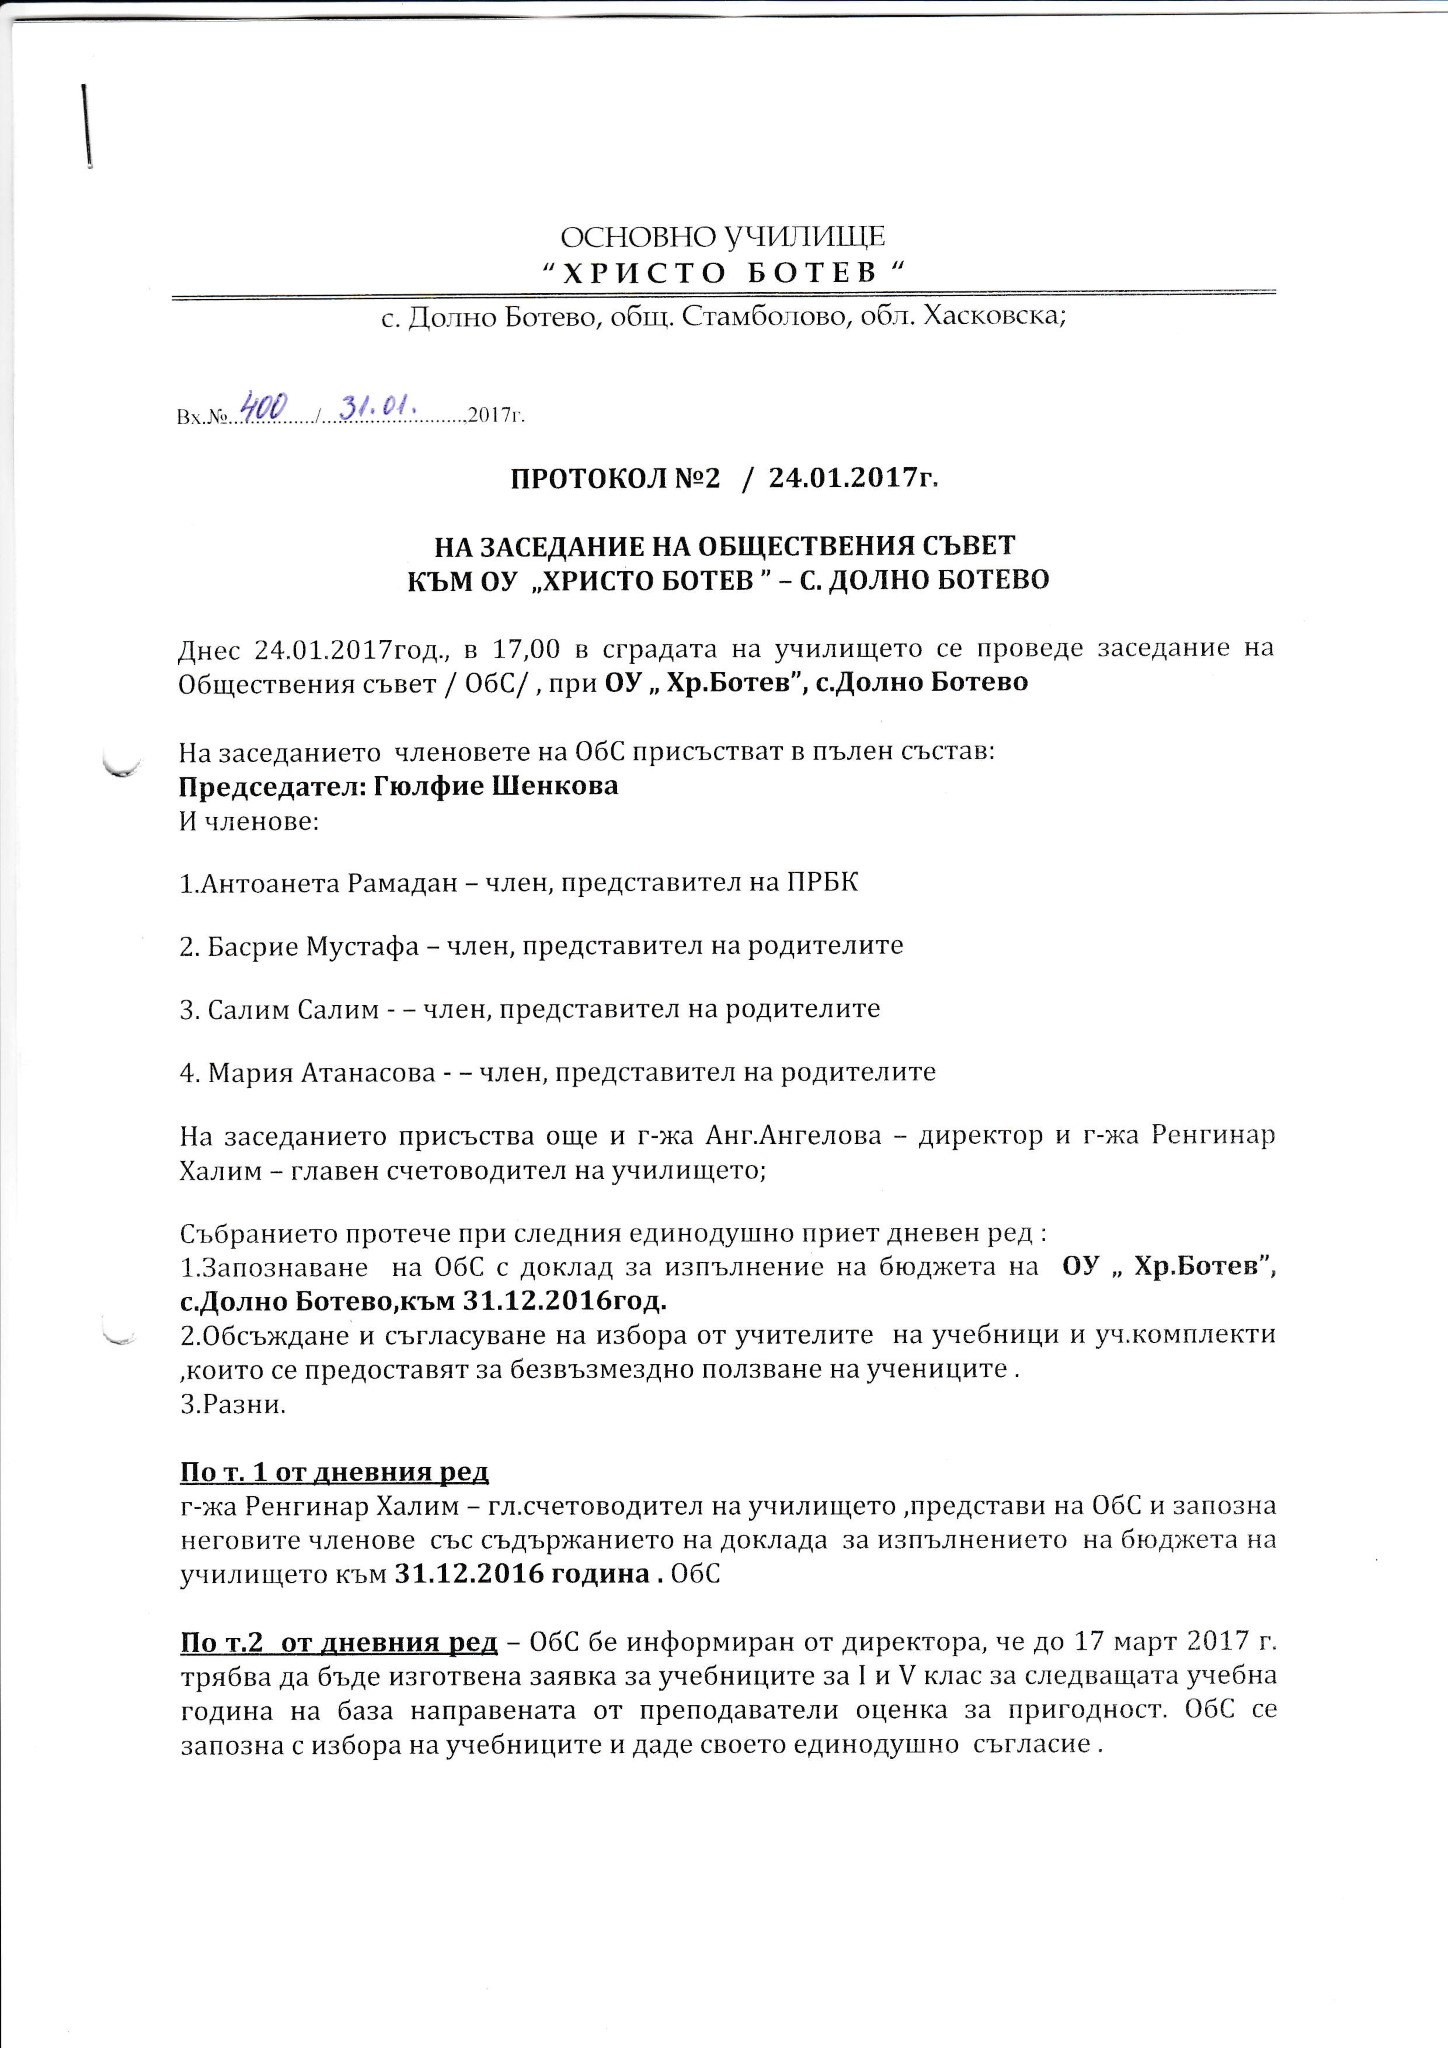 ОСНОВНО УЧИЛИЩЕ
“ Х Р И С Т О Б О Т Е В “
с. Долно Ботево, общ. Стамболово, обл. Хасковска;
Вх.№...400............/...31.01.......................,2017г.
ПРОТОКОЛ №2 / 24.01.2017г.
НА ЗАСЕДАНИЕ НА ОБЩЕСТВЕНИЯ СЪВЕТ
КЪМ ОУ „ХРИСТО БОТЕВ ” – С. ДОЛНО БОТЕВО
Днес 24.01.2017год., в 17,00 в сградата на училището се проведе заседание на
Обществения съвет / ОбС/ , при ОУ „ Хр.Ботев”, с.Долно Ботево
На заседанието членовете на ОбС присъстват в пълен състав:
Председател: Гюлфие Шенкова
И членове:
1.Антоанета Рамадан – член, представител на ПРБК
2. Басрие Мустафа – член, представител на родителите
3. Салим Салим - – член, представител на родителите
4. Мария Атанасова - – член, представител на родителите
На заседанието присъства още и г-жа Анг.Ангелова – директор и г-жа Ренгинар
Халим – главен счетоводител на училището;
Събранието протече при следния единодушно приет дневен ред :
1.Запознаване на ОбС с доклад за изпълнение на бюджета на ОУ „ Хр.Ботев”,
с.Долно Ботево,към 31.12.2016год.
2.Обсъждане и съгласуване на избора от учителите на учебници и уч.комплекти
,които се предоставят за безвъзмездно ползване на учениците .
3.Разни.
По т. 1 от дневния ред
г-жа Ренгинар Халим – гл.счетоводител на училището ,представи на ОбС и запозна
неговите членове със съдържанието на доклада за изпълнението на бюджета на
училището към 31.12.2016 година . ОбС
По т.2 от дневния ред – ОбС бе информиран от директора, че до 17 март 2017 г.
трябва да бъде изготвена заявка за учебниците за I и V клас за следващата учебна
година на база направената от преподаватели оценка за пригодност. ОбС се
запозна с избора на учебниците и даде своето единодушно съгласие .